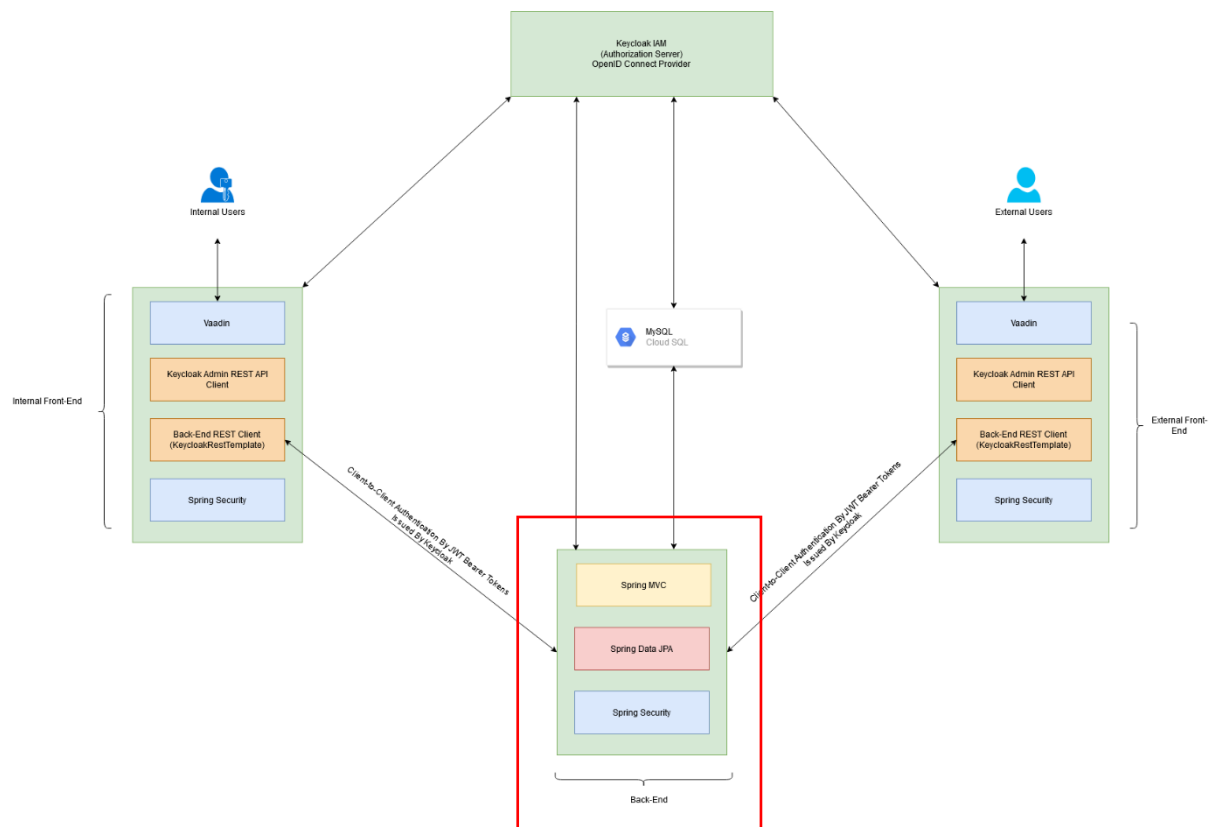 Keycloak IAM
(Authorization Server)
OpenID Connect Provider
Internal Users
External Users
Internal Front-End
Vaadin
Keycloak Admin REST API
Client
Back-End REST Client
(KeycloakRestTemplate)
Spring Security
MySQL
Cloud SQL
Vaadin
Keycloak Admin REST API
Client
Back-End REST Client
(KeycloakRestTemplate)
Spring Security
External Front-
End
Client-to-Client Authentication By JWT Bearer Tokens
Issued By Keycloak
Client-to-Client Authentication By JWT Bearer Tokens
Issued By Keycloak
Spring MVC
Spring Data JPA
Spring Security
Back-End